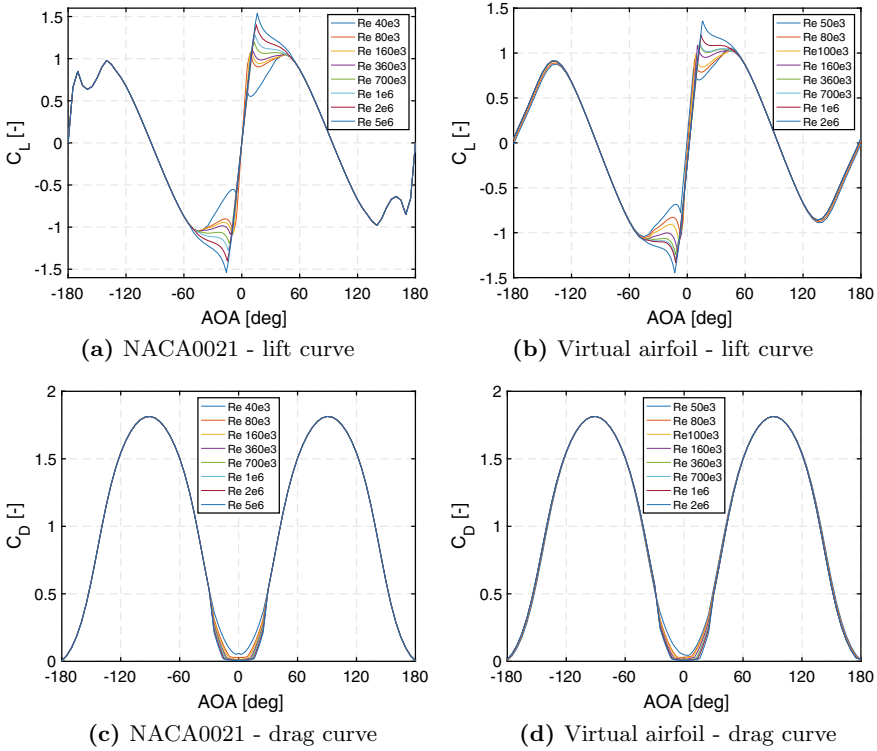 1.5
1
0.5
0
-0.5
-1
-1.5
C_L [-]
-180 -120 -60 0 60 120 180
AOA [deg]
Re 40e3
Re 80e3
Re 160e3
Re 360e3
Re 700e3
Re 1e6
Re 2e6
Re 5e6
(a) NACA0021 - lift curve
1.5
1
0.5
0
-0.5
-1
-1.5
C_L [-]
-180 -120 -60 0 60 120 180
AOA [deg]
Re 50e3
Re 80e3
Re100e3
Re 160e3
Re 360e3
Re 700e3
Re 1e6
Re 2e6
(b) Virtual airfoil - lift curve
2
1.5
1
0.5
0
C_D [-]
-180 -120 -60 0 60 120 180
AOA [deg]
Re 40e3
Re 80e3
Re 160e3
Re 360e3
Re 700e3
Re 1e6
Re 2e6
Re 5e6
(c) NACA0021 - drag curve
2
1.5
1
0.5
0
C_D [-]
-180 -120 -60 0 60 120 180
AOA [deg]
Re 50e3
Re 80e3
Re100e3
Re 160e3
Re 360e3
Re 700e3
Re 1e6
Re 2e6
(d) Virtual airfoil - drag curve